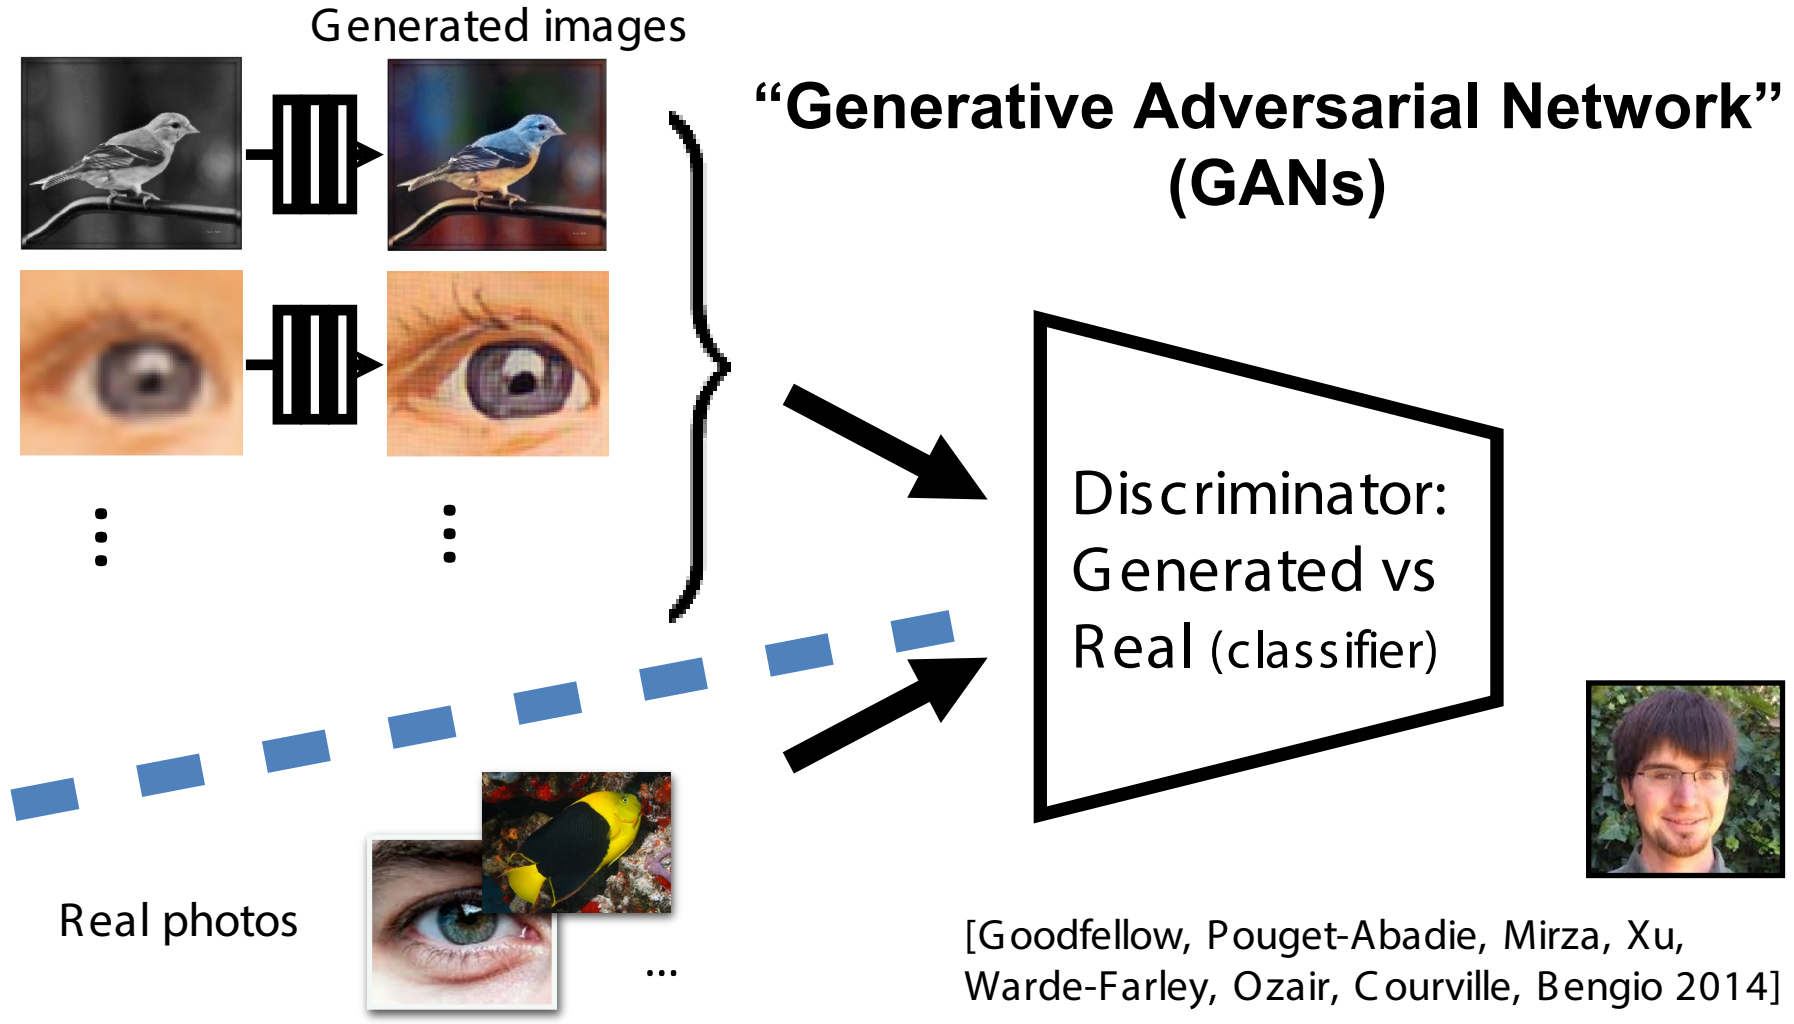 Generated images
“Generative Adversarial Network”
(GANs)
Discriminator:
Generated vs
Real (classifier)
Real photos
...
[Goodfellow, Pouget-Abadie, Mirza, Xu,
Warde-Farley, Ozair, Courville, Bengio 2014]